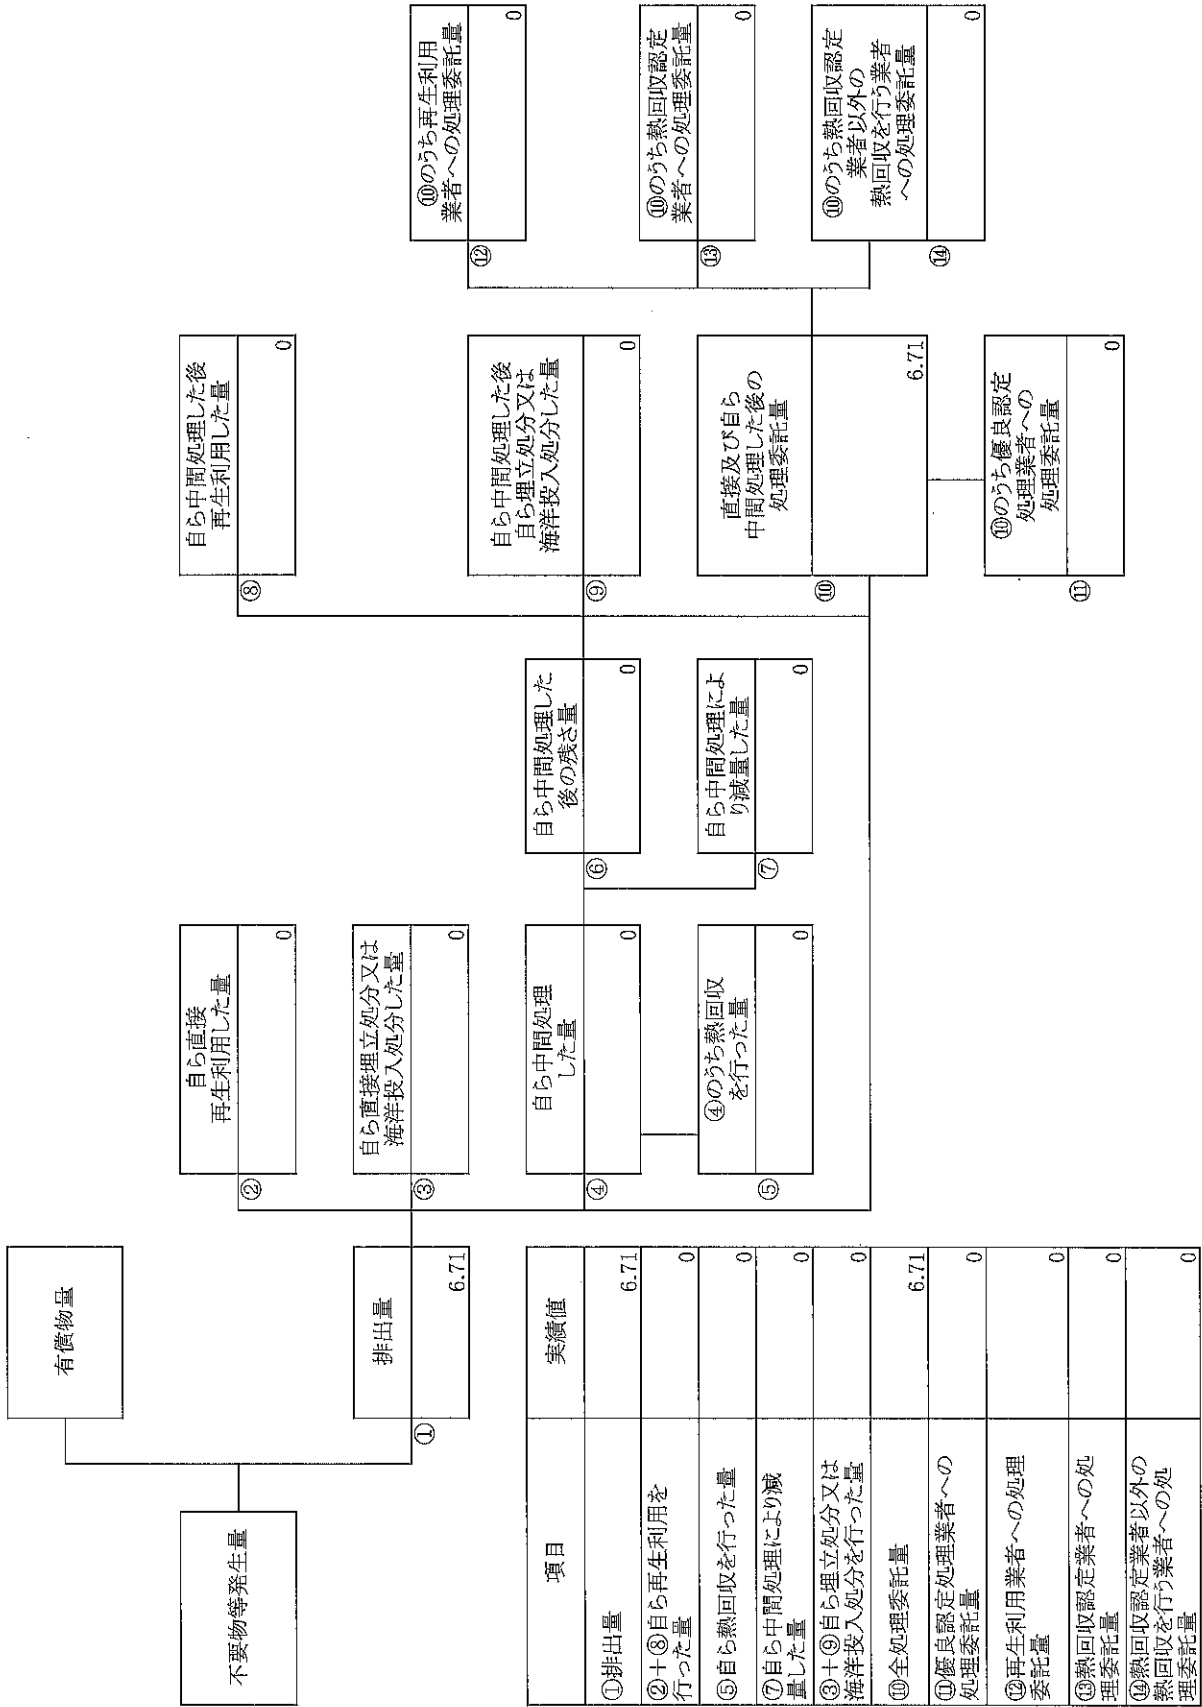 不要物等発生量
有償物量
排出量
①
6.71
自ら直接
再生利用した量
②
0
自ら直接埋立処分又は
海洋投入処分した量
③
0
自ら中間処理
した量
④
0
④のうち熱回収
を行った量
⑤
0
自ら中間処理した
後の残さ量
⑥
0
自ら中間処理によ
り減量した量
⑦
0
自ら中間処理した後
再生利用した量
⑧
0
自ら中間処理した後
自ら埋立処分又は
海洋投入処分した量
⑨
0
直接及び自ら
中間処理した後の
処理委託量
⑩
6.71
⑩のうち優良認定
処理業者への
処理委託量
⑪
0
⑩のうち再生利用
業者への処理委託量
⑫
0
⑩のうち熱回収認定
業者への処理委託量
⑬
0
⑩のうち熱回収認定
業者以外の
熱回収を行う業者
への処理委託量
⑭
0
項目 実績値
①排出量 6.71
②+⑧自ら再生利用を
行った量 0
⑤自ら熱回収を行った量 0
⑦自ら中間処理により減
量した量 0
③+⑨自ら埋立処分又は
海洋投入処分を行った量 0
⑩全処理委託量 6.71
⑪優良認定処理業者への
処理委託量 0
⑫再生利用業者への処理
委託量 0
⑬熱回収認定業者への処
理委託量 0
⑭熱回収認定業者以外の
熱回収を行う業者への処
理委託量 0